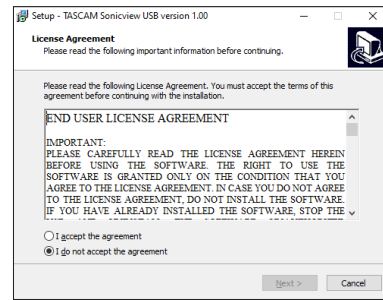 Setup - TASCAM Sonicview USB version 1.00
License Agreement
Please read the following important information before continuing.
Please read the following License Agreement. You must accept the terms of this
agreement before continuing with the installation.
END USER LICENSE AGREEMENT
IMPORTANT:
PLEASE CAREFULLY READ THE LICENSE AGREEMENT HEREIN
BEFORE USING THE SOFTWARE. THE RIGHT TO USE THE
SOFTWARE IS GRANTED ONLY ON THE CONDITION THAT YOU
AGREE TO THE LICENSE AGREEMENT. IN CASE YOU DO NOT AGREE
TO THE LICENSE AGREEMENT, DO NOT INSTALL THE SOFTWARE.
IF YOU HAVE ALREADY INSTALLED THE SOFTWARE, STOP THE
I accept the agreement
I do not accept the agreement
Next >
Cancel